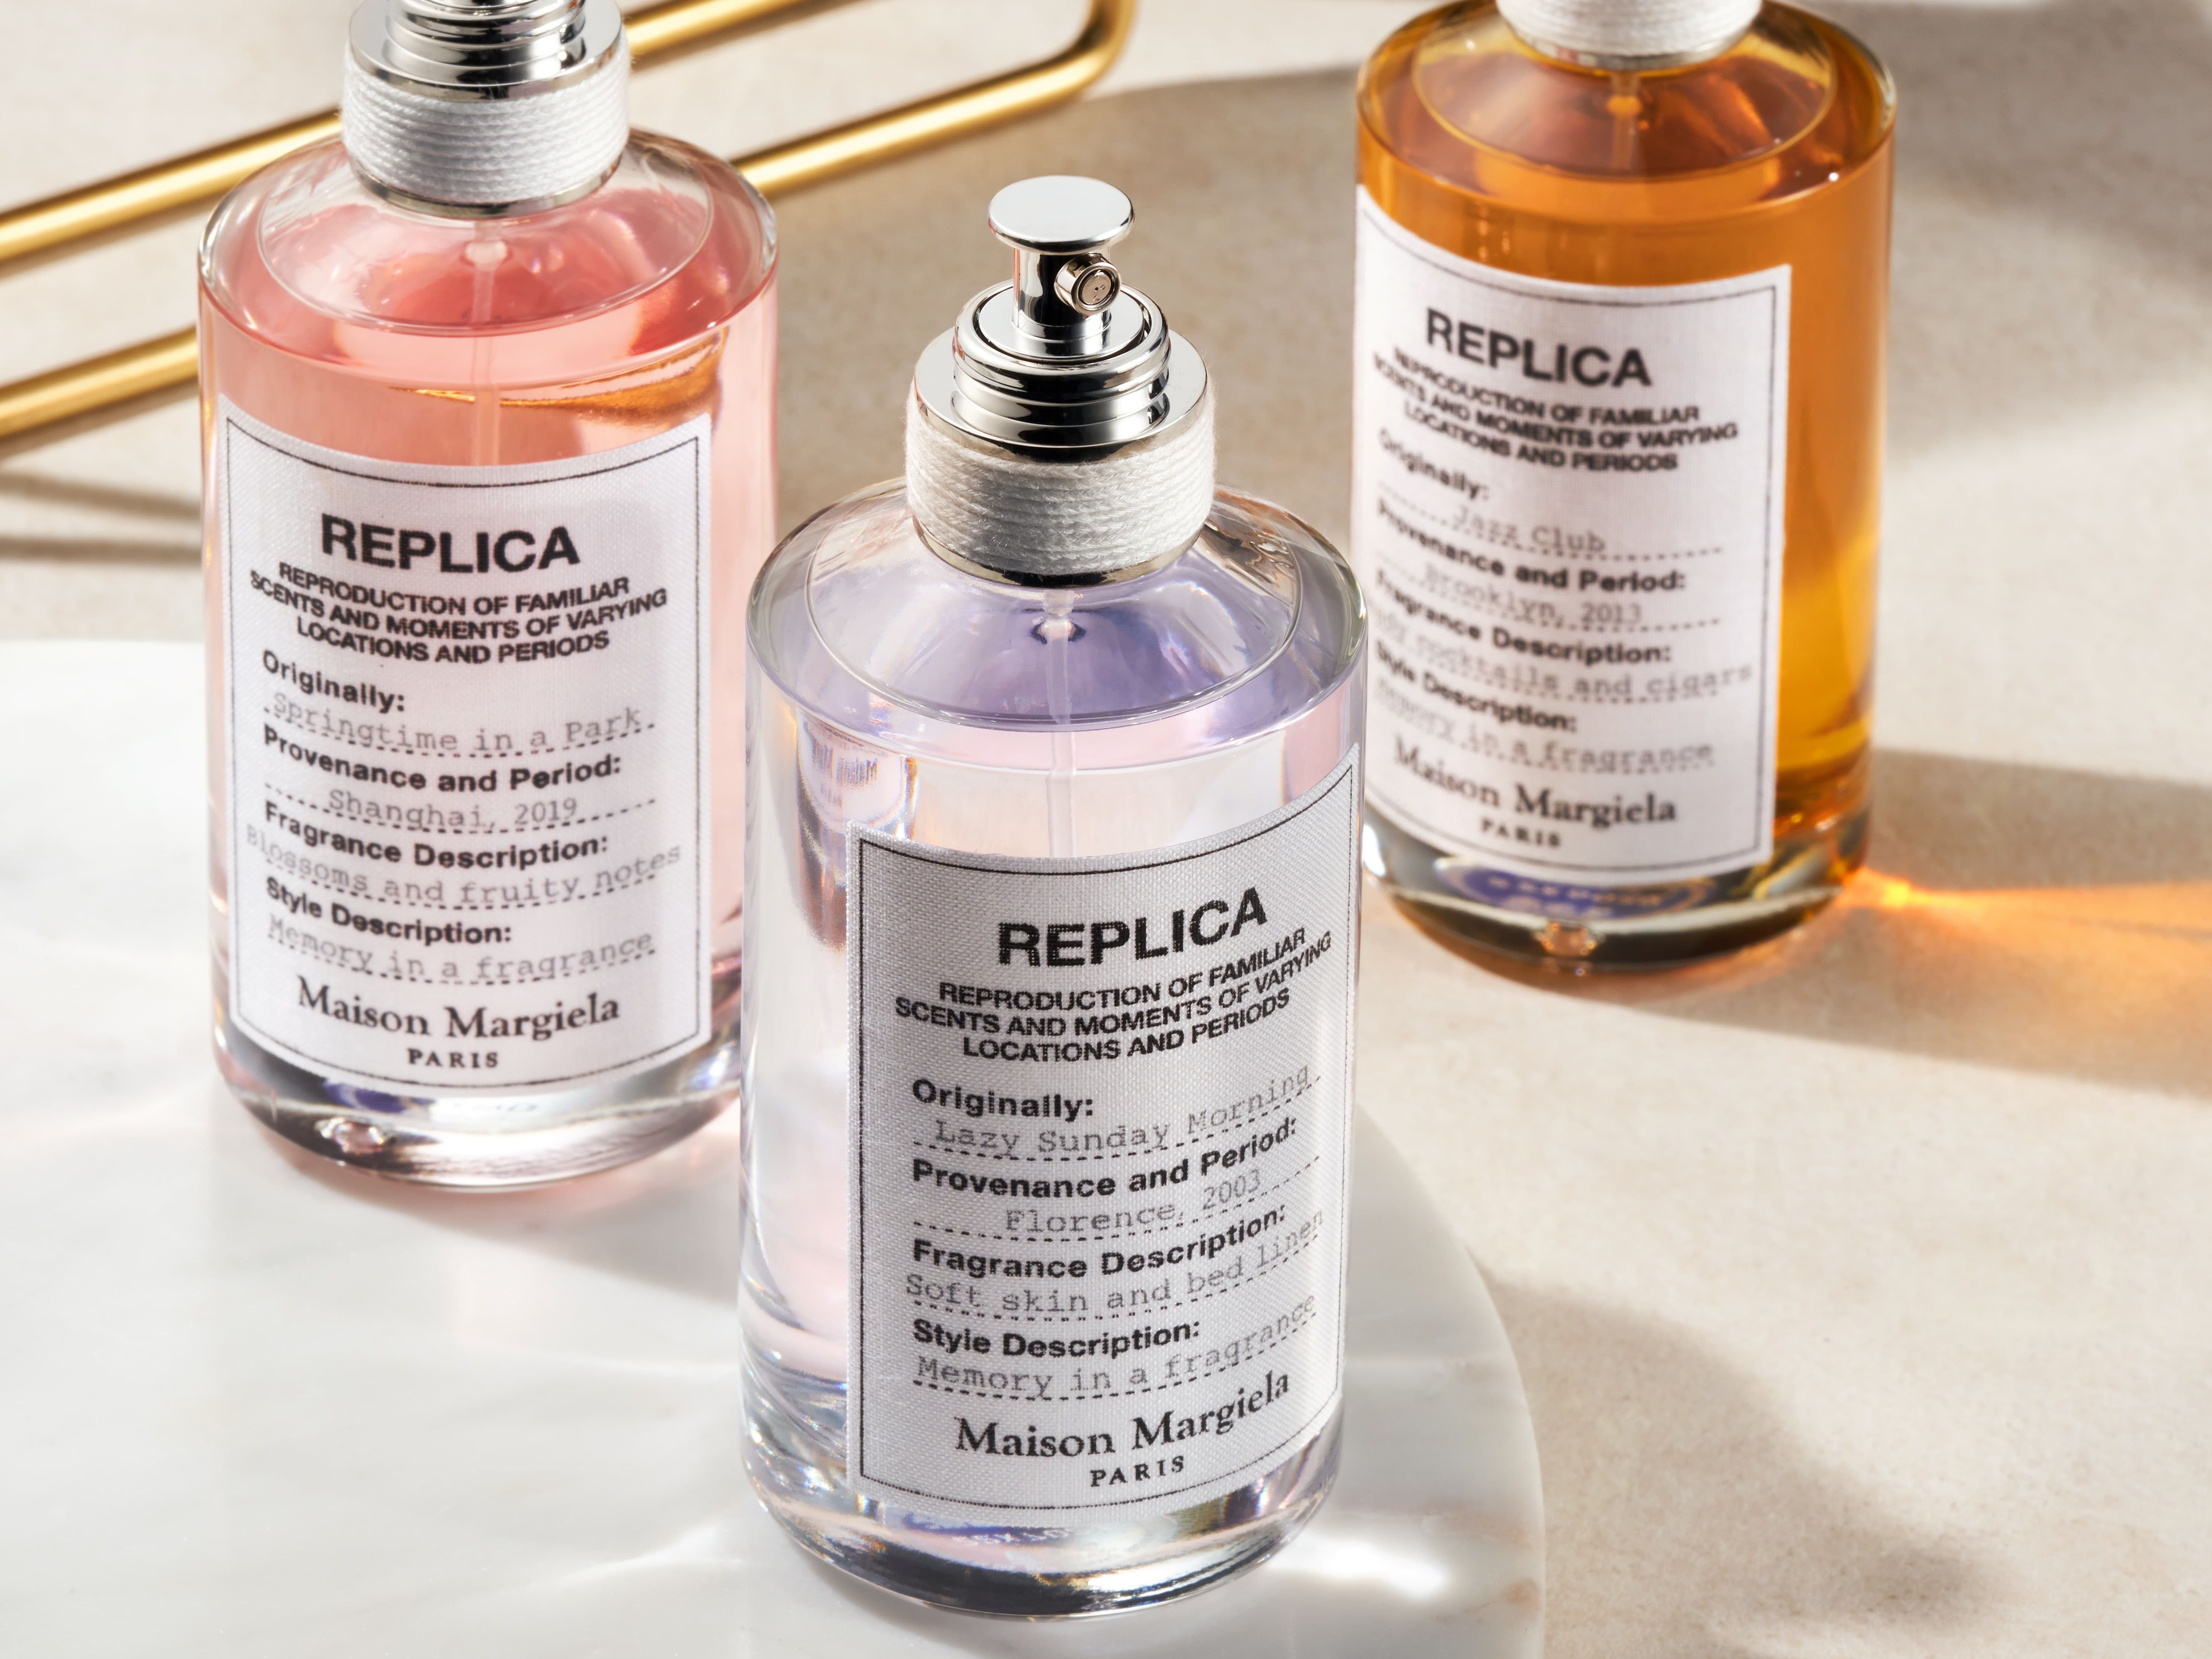 REPLICA
REPRODUCTION OF FAMILIAR
SCENTS AND MOMENTS OF VARYING
LOCATIONS AND PERIODS
Originally:
Springtime in a Park
Provenance and Period:
Shanghai, 2019
Fragrance Description:
Blossoms and fruity notes
Style Description:
Memory in a fragrance
Maison Margiela
PARIS
REPLICA
REPRODUCTION OF FAMILIAR
SCENTS AND MOMENTS OF VARYING
LOCATIONS AND PERIODS
Originally:
Lazy Sunday Morning
Provenance and Period:
Florence, 2003
Fragrance Description:
Soft skin and bed linen
Style Description:
Memory in a fragrance
Maison Margiela
PARIS
REPLICA
REPRODUCTION OF FAMILIAR
SCENTS AND MOMENTS OF VARYING
LOCATIONS AND PERIODS
Originally:
Jazz Club
Provenance and Period:
Brooklyn, 2013
Fragrance Description:
cocktails and cigars
Style Description:
Memory in a fragrance
Maison Margiela
PARIS